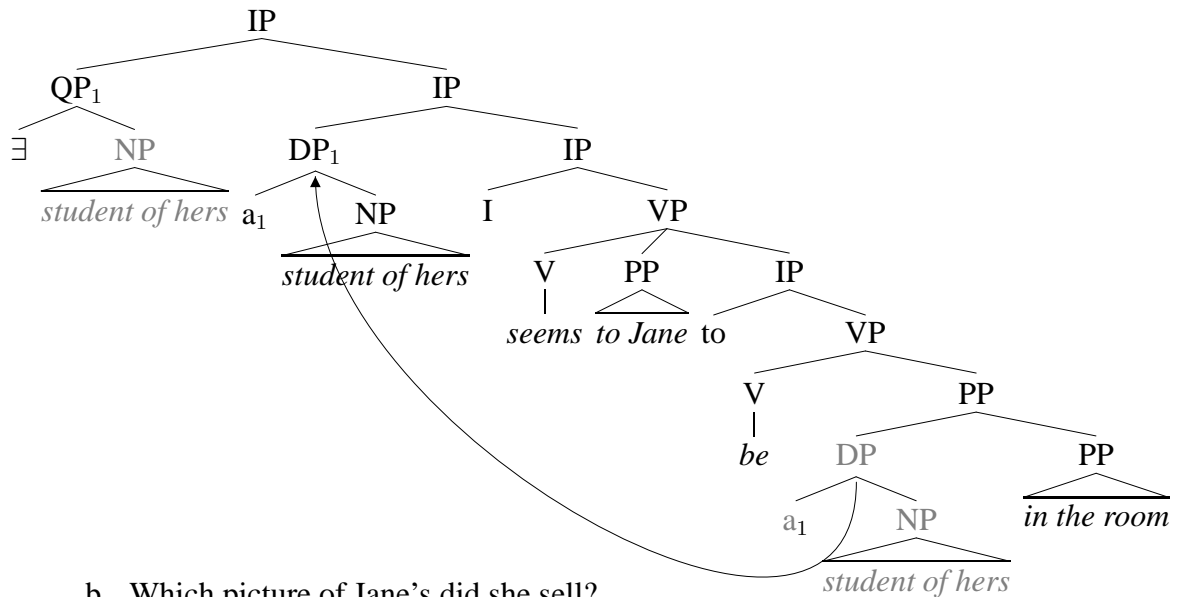 IP
QP₁ IP
∃ NP DP₁ IP
student of hers a₁ NP I VP
student of hers V PP IP
seems to Jane to VP
V PP
be DP PP
a₁ NP in the room
student of hers
b. Which picture of Jane's did she sell?